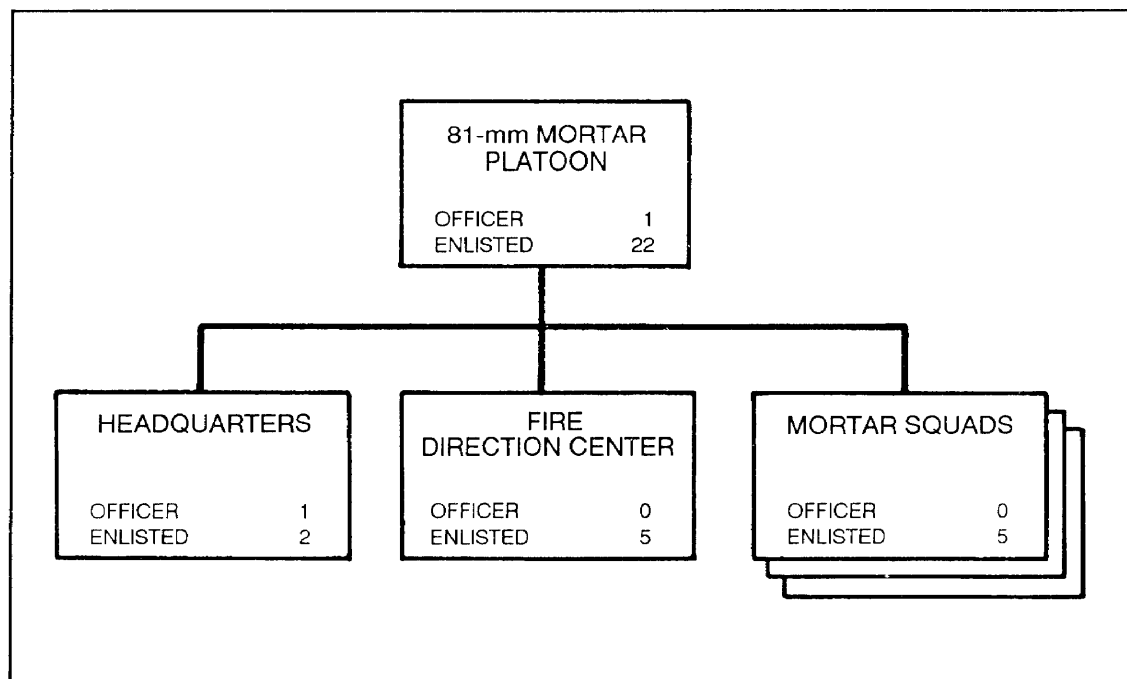 81-mm MORTAR
PLATOON
OFFICER 1
ENLISTED 22
HEADQUARTERS
OFFICER 1
ENLISTED 2
FIRE
DIRECTION CENTER
OFFICER 0
ENLISTED 5
MORTAR SQUADS
OFFICER 0
ENLISTED 5